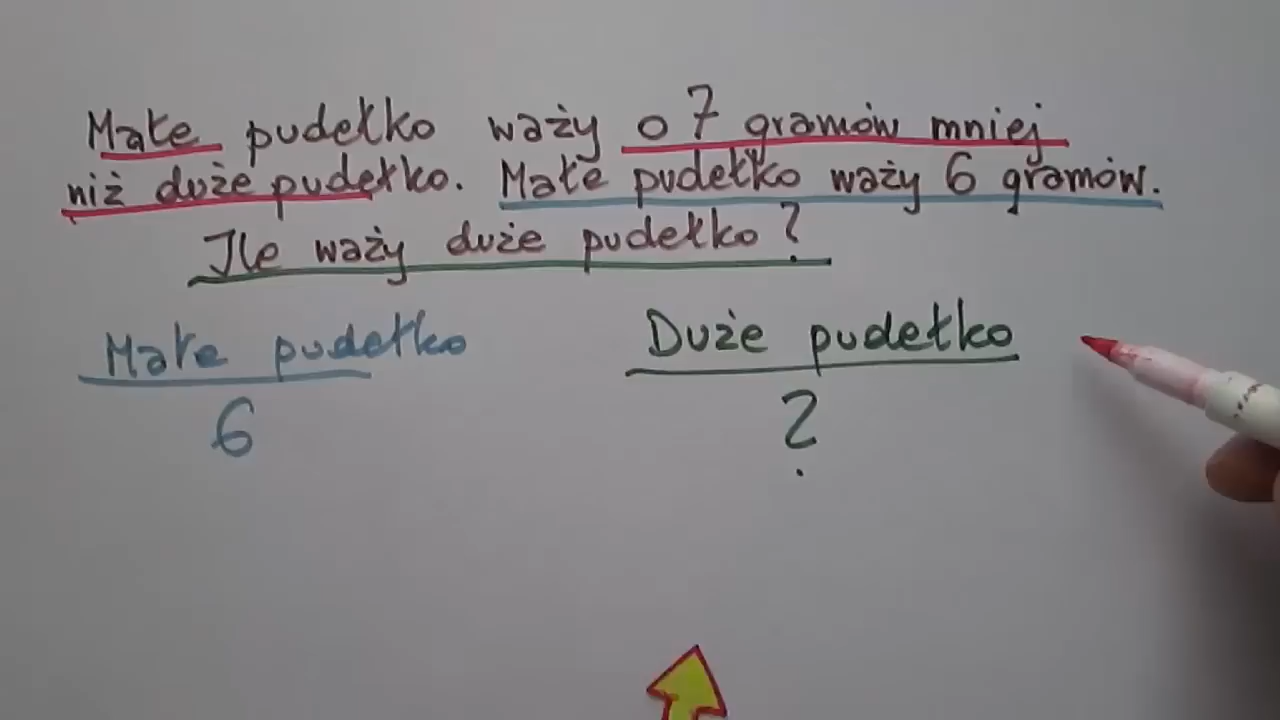 Małe pudełko waży o 7 gramów mniej
niż duże pudełko. Małe pudełko waży 6 gramów.
Ile waży duże pudełko?
Małe pudełko
Duże pudełko
6
?